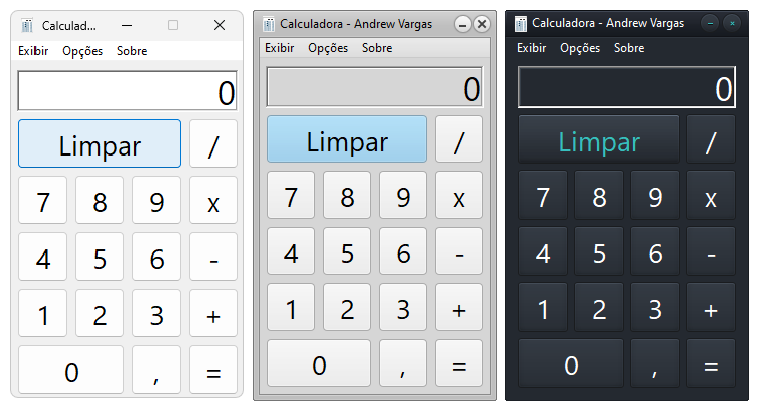 Calculad...
Exibir Opções Sobre
0
Limpar /
7 8 9 x
4 5 6 -
1 2 3 +
0 , =
Calculadora - Andrew Vargas
Exibir Opções Sobre
0
Limpar /
7 8 9 x
4 5 6 -
1 2 3 +
0 , =
Calculadora - Andrew Vargas
Exibir Opções Sobre
0
Limpar /
7 8 9 x
4 5 6 -
1 2 3 +
0 , =